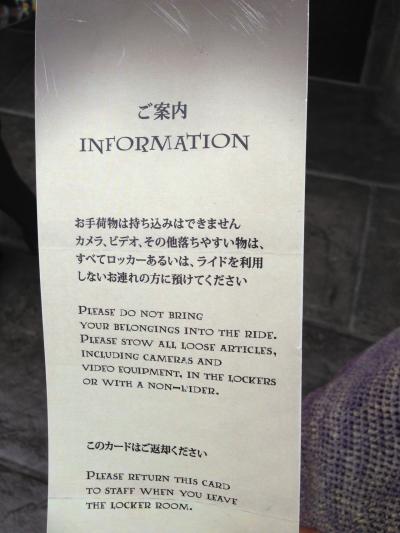 ご案内
INFORMATION
お手荷物は持ち込みはできません
カメラ、ビデオ、その他落ちやすい物は、
すべてロッカーあるいは、ライドを利用
しないお連れの方に預けてください
PLEASE DO NOT BRING
YOUR BELONGINGS INTO THE RIDE.
PLEASE STOW ALL LOOSE ARTICLES,
INCLUDING CAMERAS AND
VIDEO EQUIPMENT, IN THE LOCKERS
OR WITH A NON-RIDER.
このカードはご返却ください
PLEASE RETURN THIS CARD
TO STAFF WHEN YOU LEAVE
THE LOCKER ROOM.